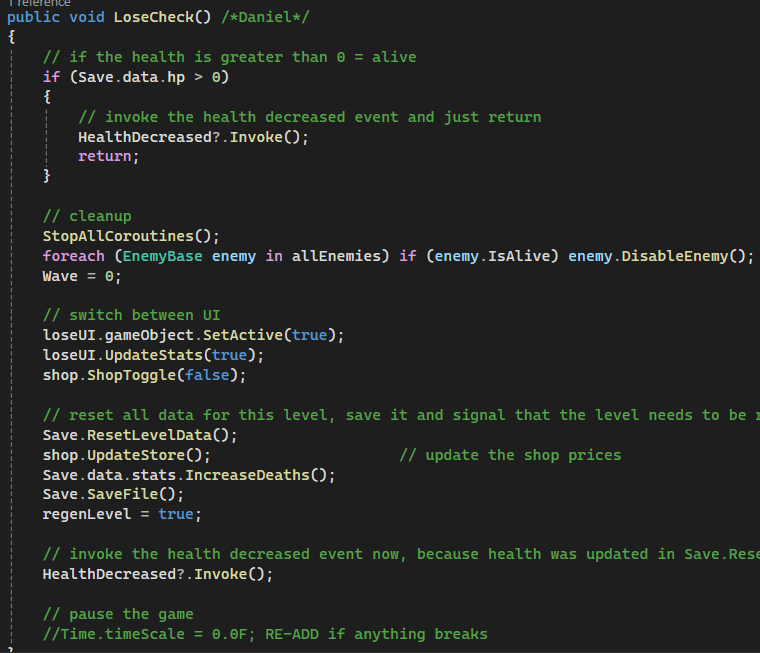 1 reference
public void LoseCheck() /*Daniel*/
{
// if the health is greater than 0 = alive
if (Save.data.hp > 0)
{
// invoke the health decreased event and just return
HealthDecreased?.Invoke();
return;
}
// cleanup
StopAllCoroutines();
foreach (EnemyBase enemy in allEnemies) if (enemy.IsAlive) enemy.DisableEnemy();
Wave = 0;
// switch between UI
loseUI.gameObject.SetActive(true);
loseUI.UpdateStats(true);
shop.ShopToggle(false);
// reset all data for this level, save it and signal that the level needs to be
Save.ResetLevelData();
shop.UpdateStore(); // update the shop prices
Save.data.stats.IncreaseDeaths();
Save.SaveFile();
regenLevel = true;
// invoke the health decreased event now, because health was updated in Save.Rese
HealthDecreased?.Invoke();
// pause the game
//Time.timeScale = 0.0F; RE-ADD if anything breaks
}